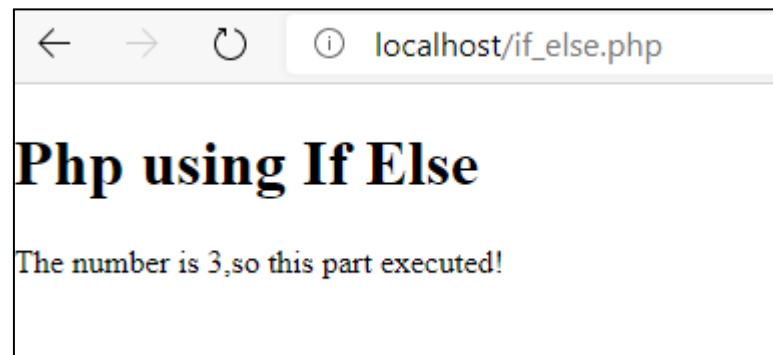 localhost/if_else.php
Php using If Else
The number is 3,so this part executed!